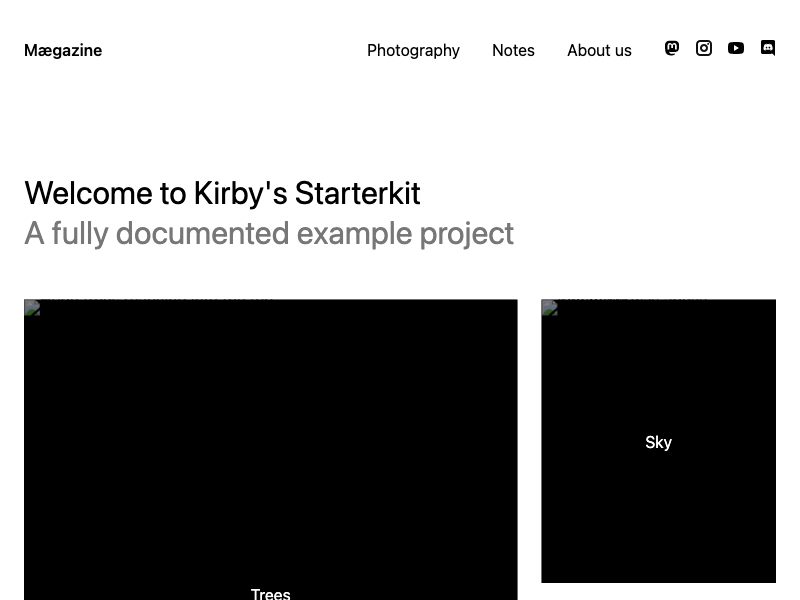 Mægazine
Photography Notes About us
Welcome to Kirby's Starterkit
A fully documented example project
Sky
Trees